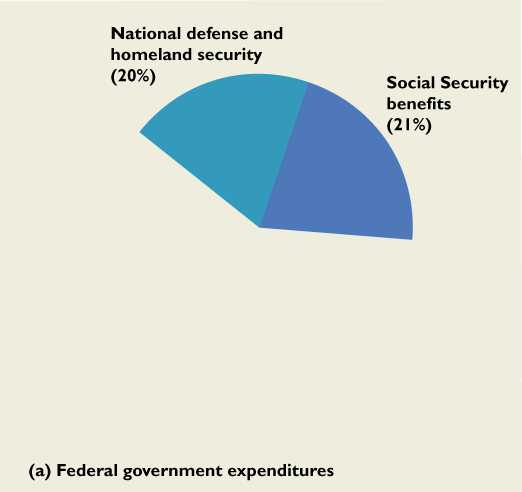 National defense and
homeland security
(20%)
Social Security
benefits
(21%)
(a) Federal government expenditures